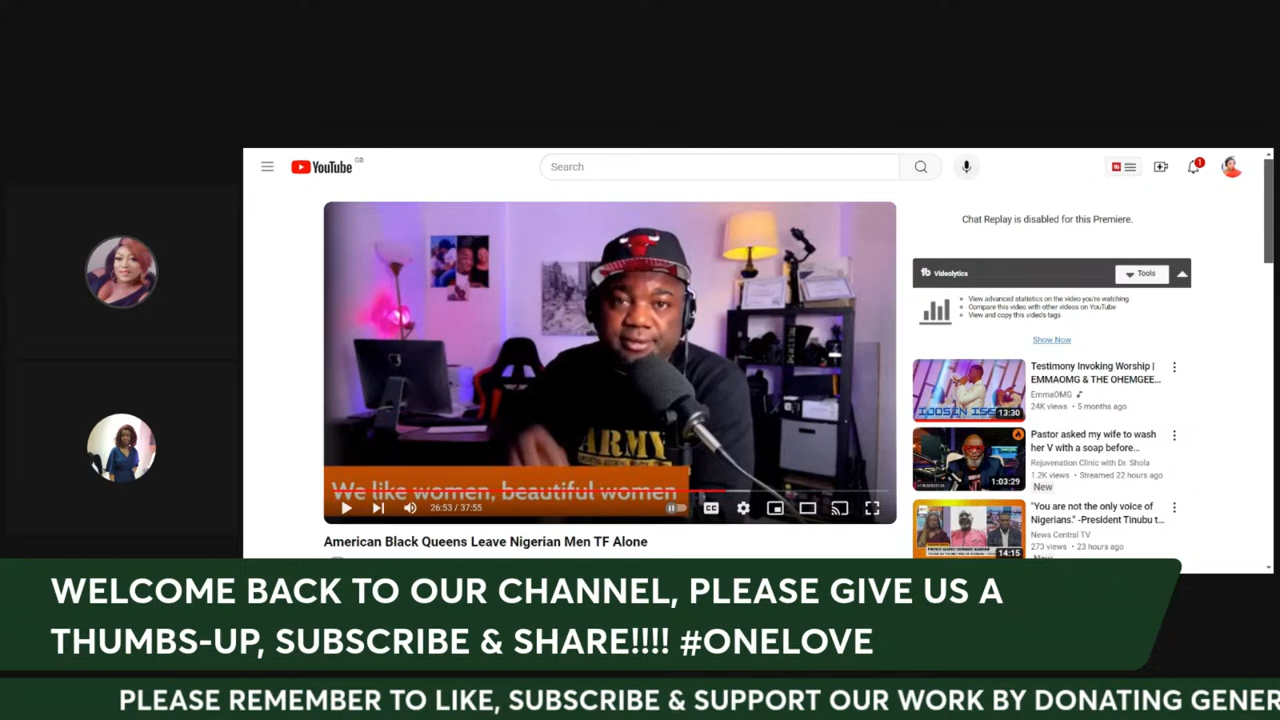 YouTube GB
Search
1
Chat Replay is disabled for this Premiere.
tb Videolytics
Tools
View advanced statistics on the video you're watching
Compare this video with other videos on YouTube
View and copy this video's tags
Show Now
ARMY
We like women, beautiful women
26:53 / 37:55
CC
American Black Queens Leave Nigerian Men TF Alone
13:30
Testimony Invoking Worship |
EMMAOMG & THE OHEMGEE...
EmmaOMG
24K views • 5 months ago
1:03:29
Pastor asked my wife to wash
her V with a soap before...
Rejuvenation Clinic with Dr. Shola
1.2K views • Streamed 22 hours ago
New
14:15
"You are not the only voice of
Nigerians." -President Tinubu t...
News Central TV
273 views • 23 hours ago
WELCOME BACK TO OUR CHANNEL, PLEASE GIVE US A
THUMBS-UP, SUBSCRIBE & SHARE!!!! #ONELOVE
PLEASE REMEMBER TO LIKE, SUBSCRIBE & SUPPORT OUR WORK BY DONATING GENER